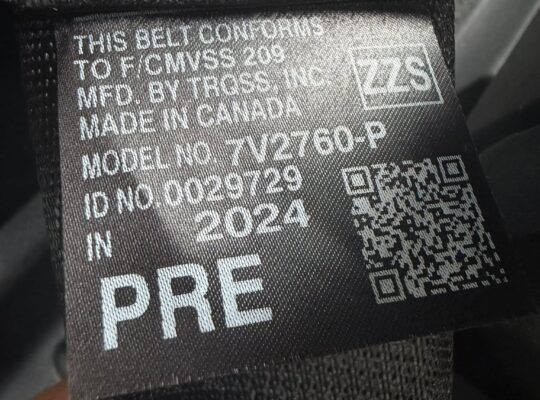 THIS BELT CONFORMS
TO F/CMVSS 209
MFD. BY TRQSS, INC.
MADE IN CANADA
ZZS
MODEL NO. 7V2760-P
ID NO. 0029729
IN 2024
PRE